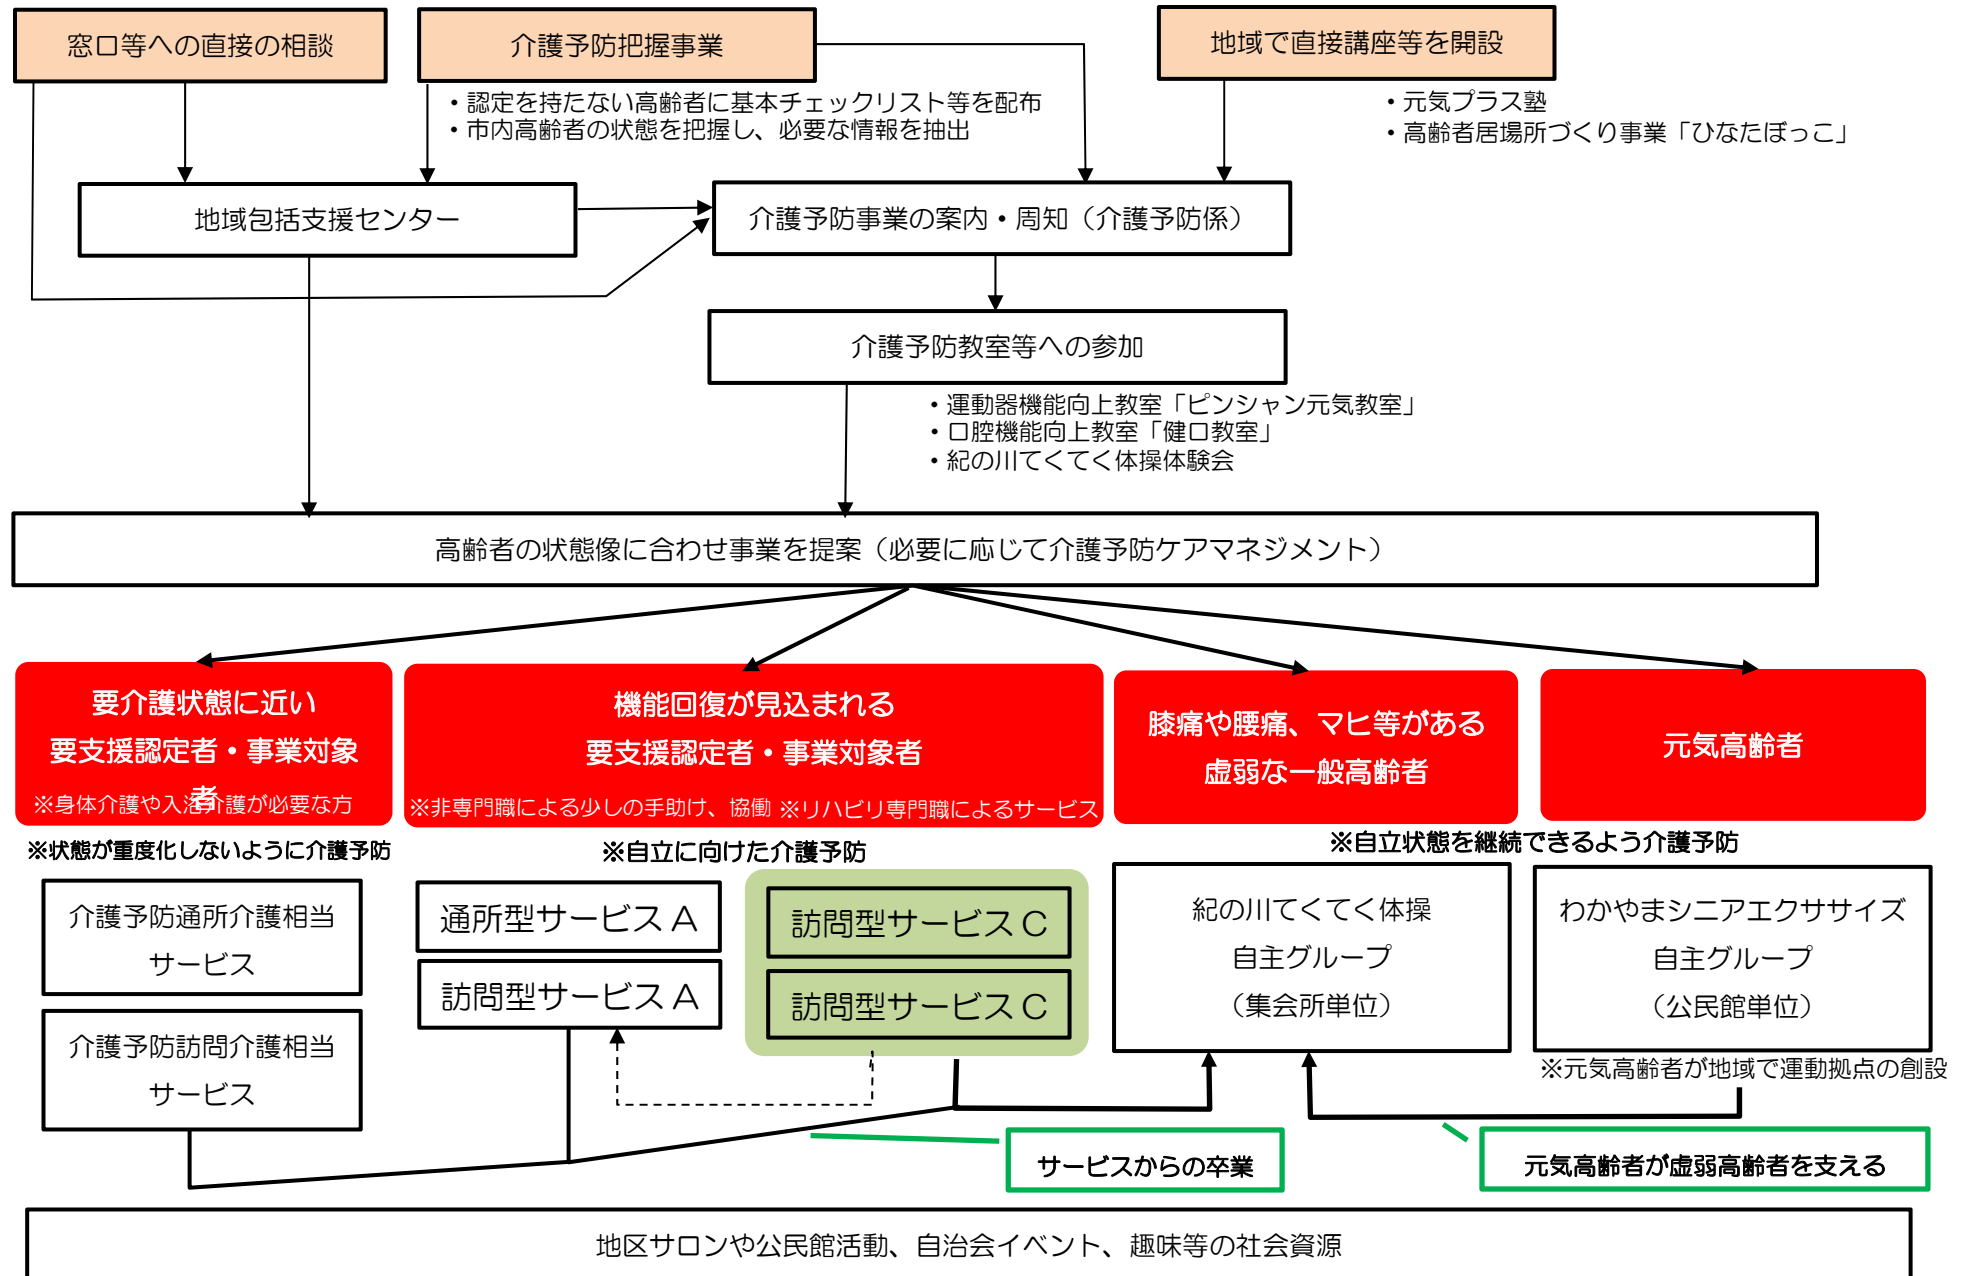 窓口等への直接の相談
介護予防把握事業
地域で直接講座等を開設
・認定を持たない高齢者に基本チェックリスト等を配布
・市内高齢者の状態を把握し、必要な情報を抽出
・元気プラス塾
・高齢者居場所づくり事業「ひなたぼっこ」
地域包括支援センター
介護予防事業の案内・周知（介護予防係）
介護予防教室等への参加
・運動器機能向上教室「ピンシャン元気教室」
・口腔機能向上教室「健口教室」
・紀の川てくてく体操体験会
高齢者の状態像に合わせ事業を提案（必要に応じて介護予防ケアマネジメント）
要介護状態に近い
要支援認定者・事業対象
者
※身体介護や入浴介護が必要な方
機能回復が見込まれる
要支援認定者・事業対象者
※非専門職による少しの手助け、協働 ※リハビリ専門職によるサービス
膝痛や腰痛、マヒ等がある
虚弱な一般高齢者
元気高齢者
※状態が重度化しないように介護予防
※自立に向けた介護予防
※自立状態を継続できるよう介護予防
介護予防通所介護相当
サービス
介護予防訪問介護相当
サービス
通所型サービスA
訪問型サービスA
訪問型サービスC
訪問型サービスC
紀の川てくてく体操
自主グループ
（集会所単位）
わかやまシニアエクササイズ
自主グループ
（公民館単位）
※元気高齢者が地域で運動拠点の創設
サービスからの卒業
元気高齢者が虚弱高齢者を支える
地区サロンや公民館活動、自治会イベント、趣味等の社会資源